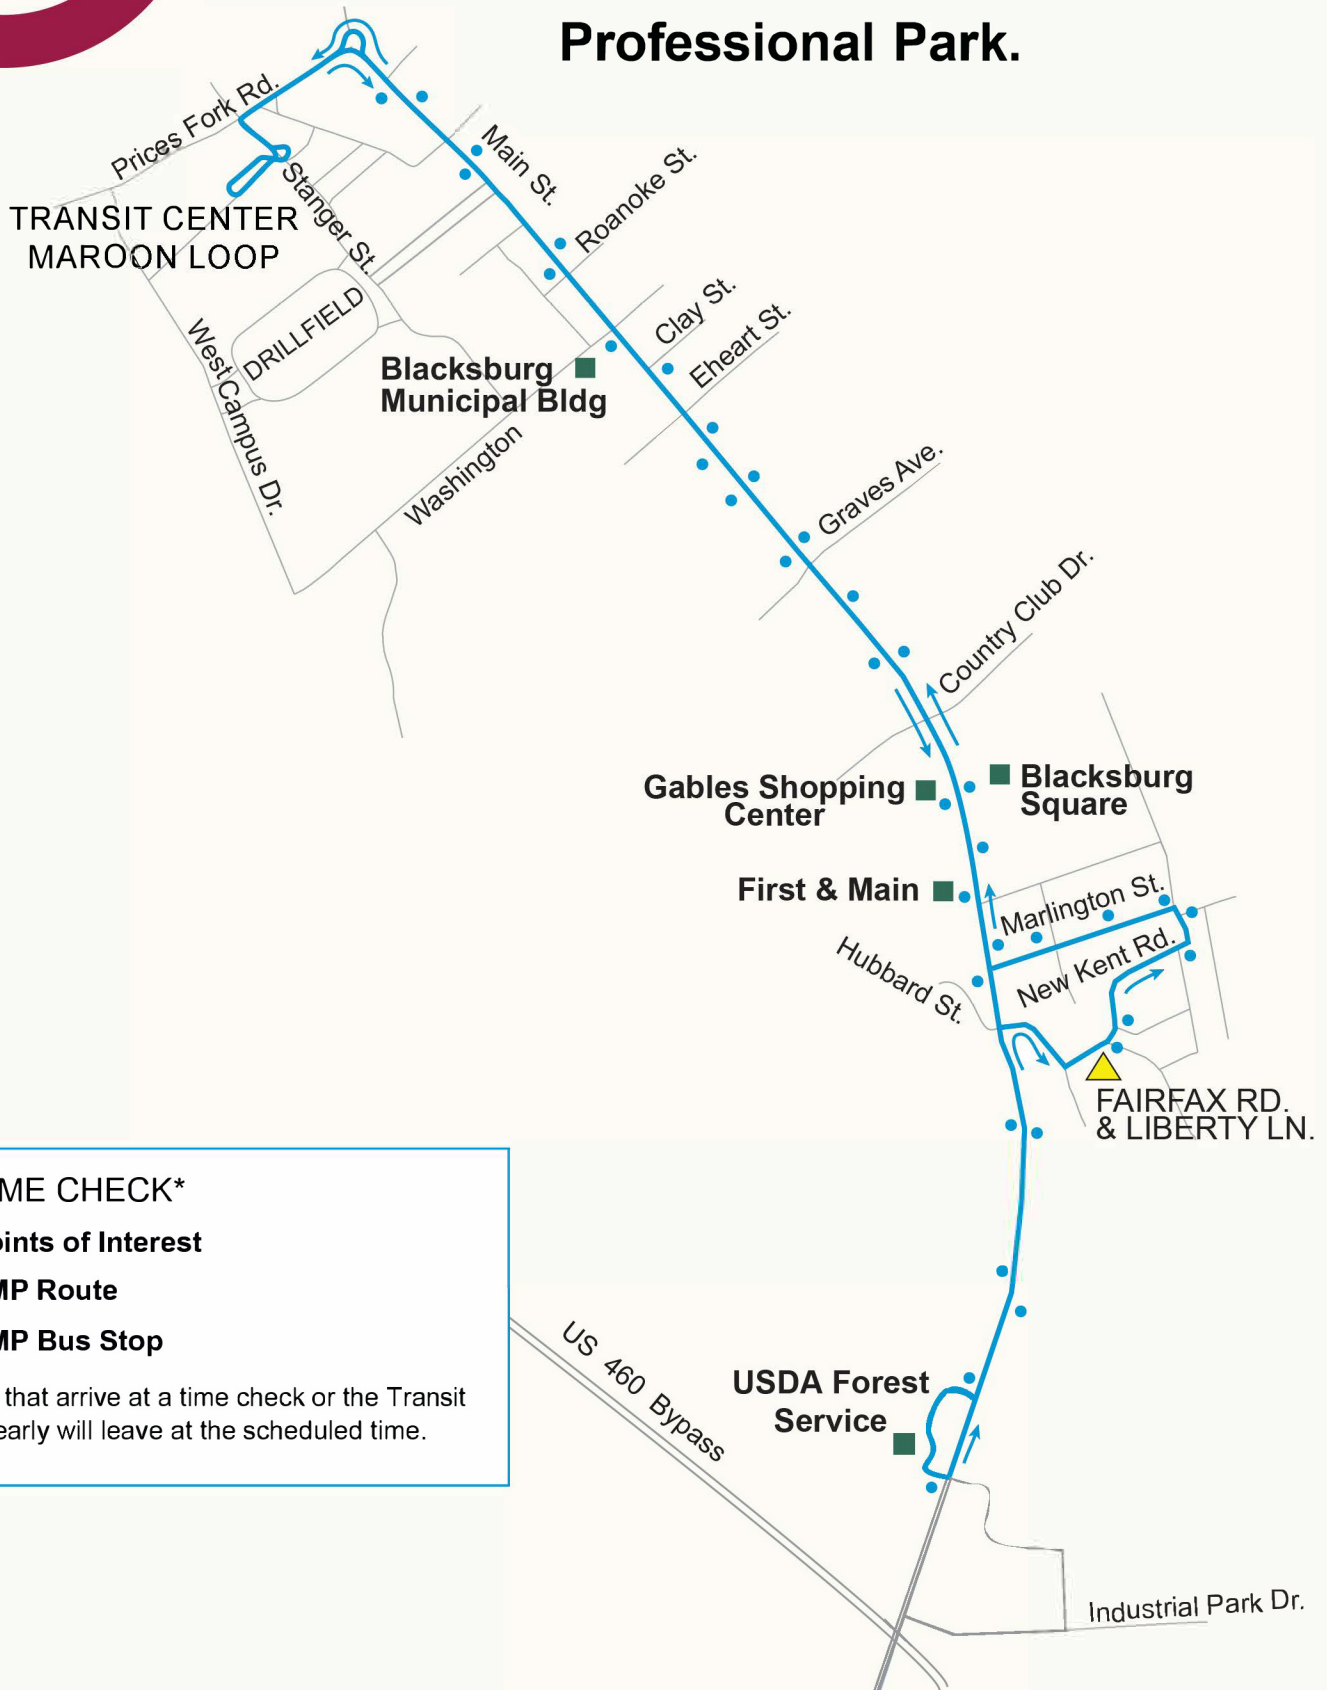 Professional Park.
Prices Fork Rd.
Main St.
Roanoke St.
Stanger St.
TRANSIT CENTER
MAROON LOOP
DRILLFIELD
West Campus Dr.
Clay St.
Eheart St.
Blacksburg
Municipal Bldg
Washington
Graves Ave.
Country Club Dr.
Gables Shopping
Center
Blacksburg
Square
First & Main
Marlington St.
Hubbard St.
New Kent Rd.
FAIRFAX RD.
& LIBERTY LN.
ME CHECK*
oints of Interest
MP Route
MP Bus Stop
that arrive at a time check or the Transit
early will leave at the scheduled time.
US 460 Bypass
USDA Forest
Service
Industrial Park Dr.